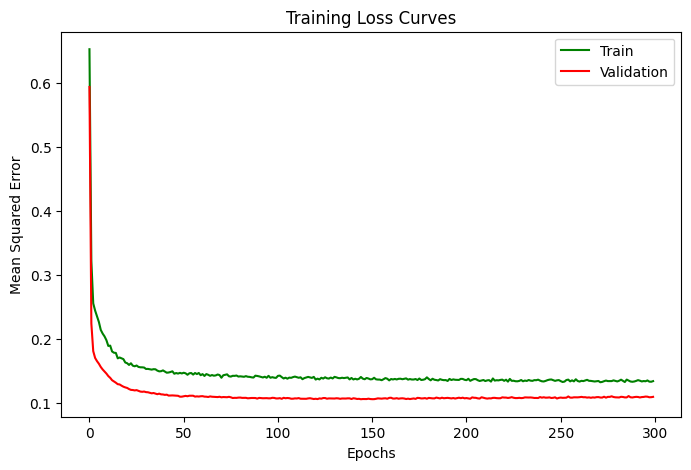 Training Loss Curves
Train
Validation
Mean Squared Error
0.6
0.5
0.4
0.3
0.2
0.1
0 50 100 150 200 250 300
Epochs